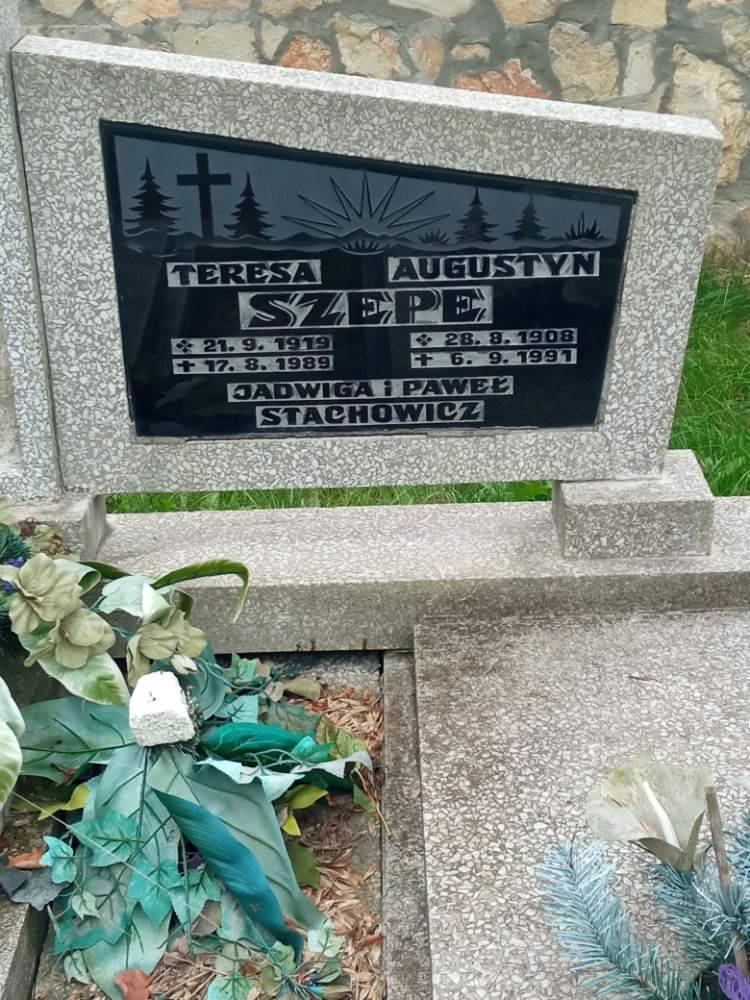 TERESA AUGUSTYN
SZEPE
❖ 21. 9. 1919 ❖ 28. 8. 1908
✝ 17. 8. 1989 ✝ 6. 9. 1991
JADWIGA i PAWEŁ
STACHOWICZ